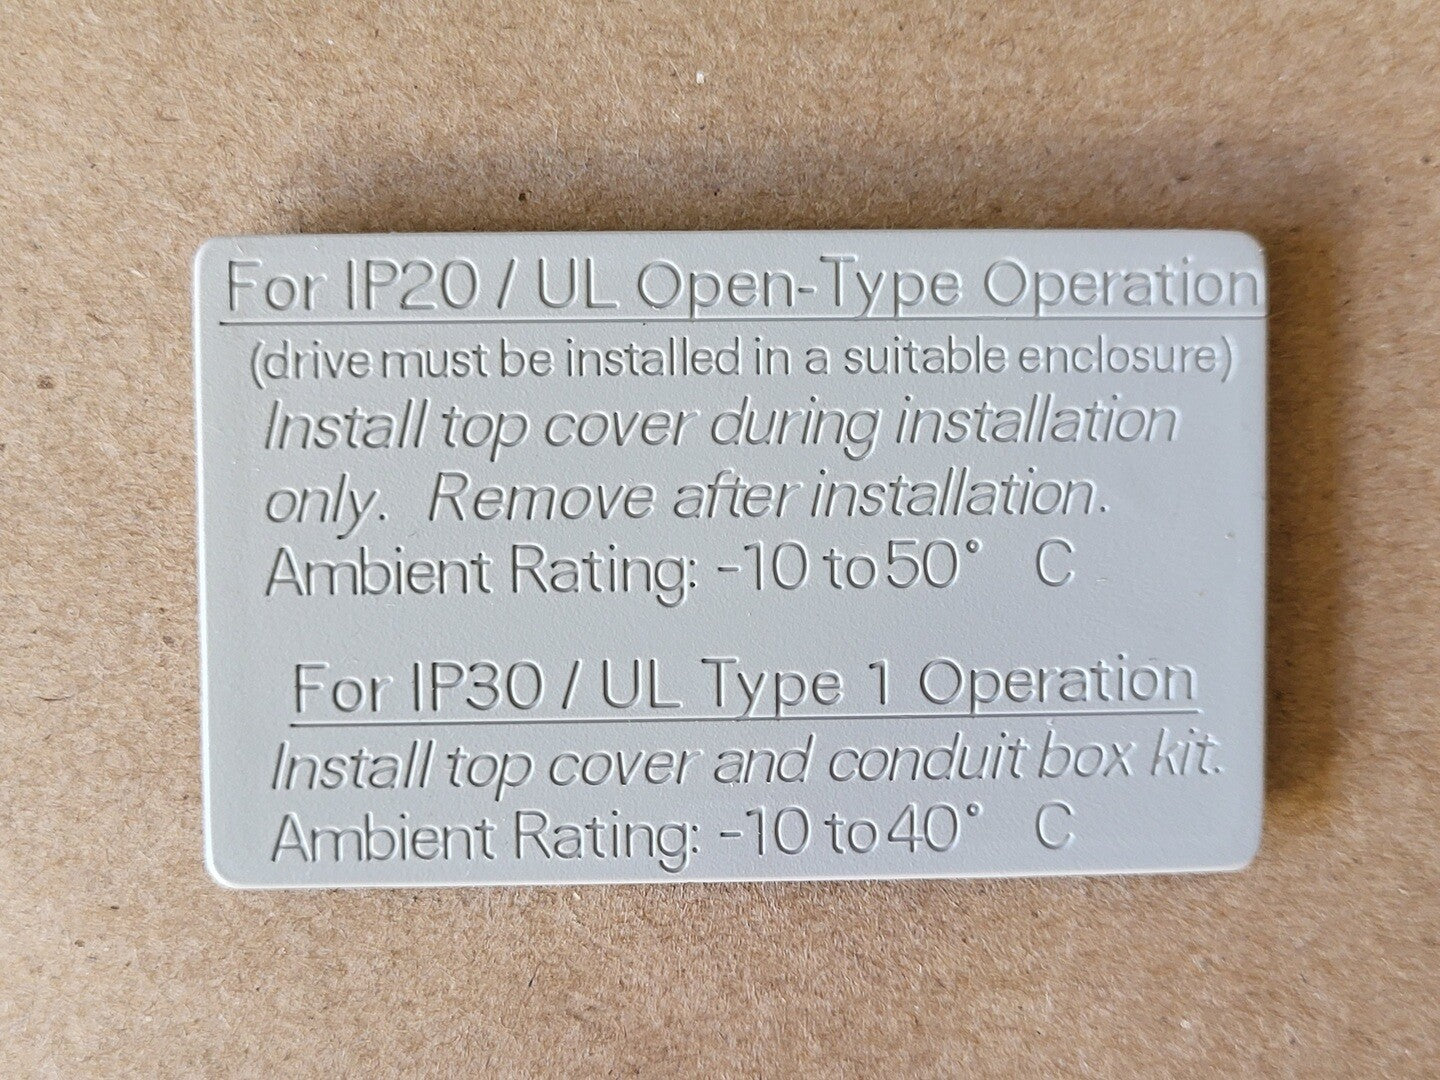 For IP20 / UL Open-Type Operation
(drive must be installed in a suitable enclosure)
Install top cover during installation
only. Remove after installation.
Ambient Rating: -10 to 50° C
For IP30 / UL Type 1 Operation
Install top cover and conduit box kit.
Ambient Rating: -10 to 40° C